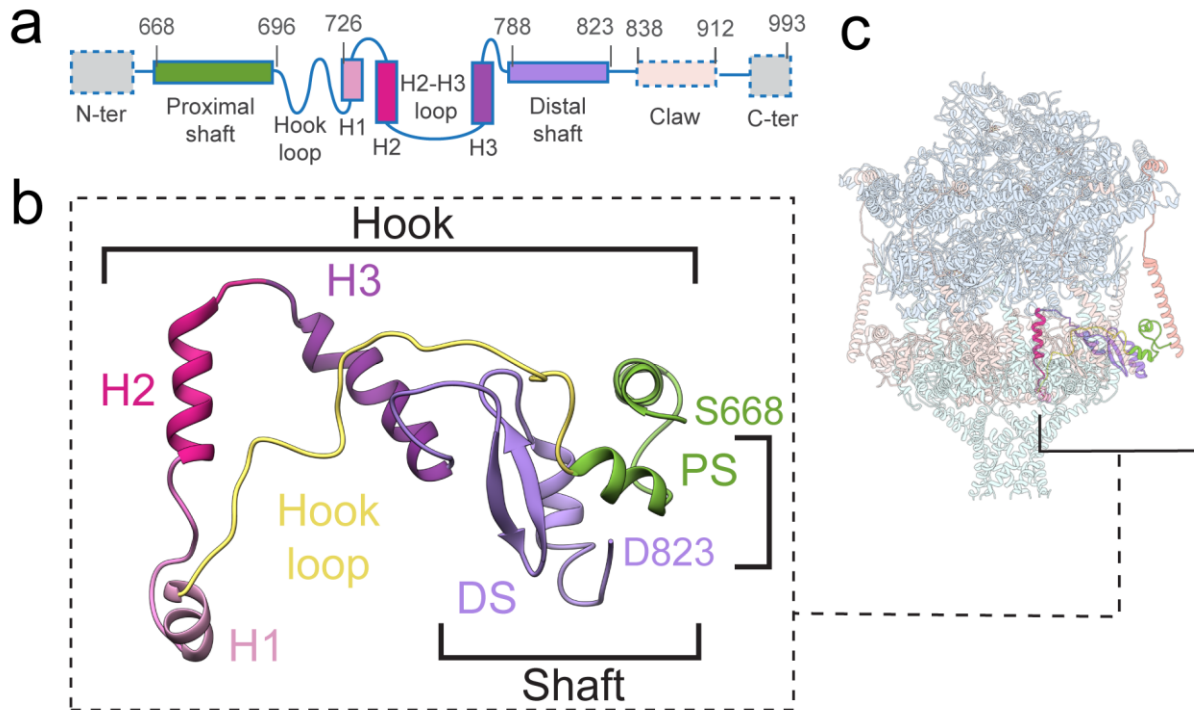 a
668
696
726
788
823
838
912
993
N-ter
Proximal
shaft
Hook
loop
H1
H2
H2-H3
loop
H3
Distal
shaft
Claw
C-ter
b
Hook
H3
H2
S668
PS
Hook
loop
D823
DS
H1
Shaft
c